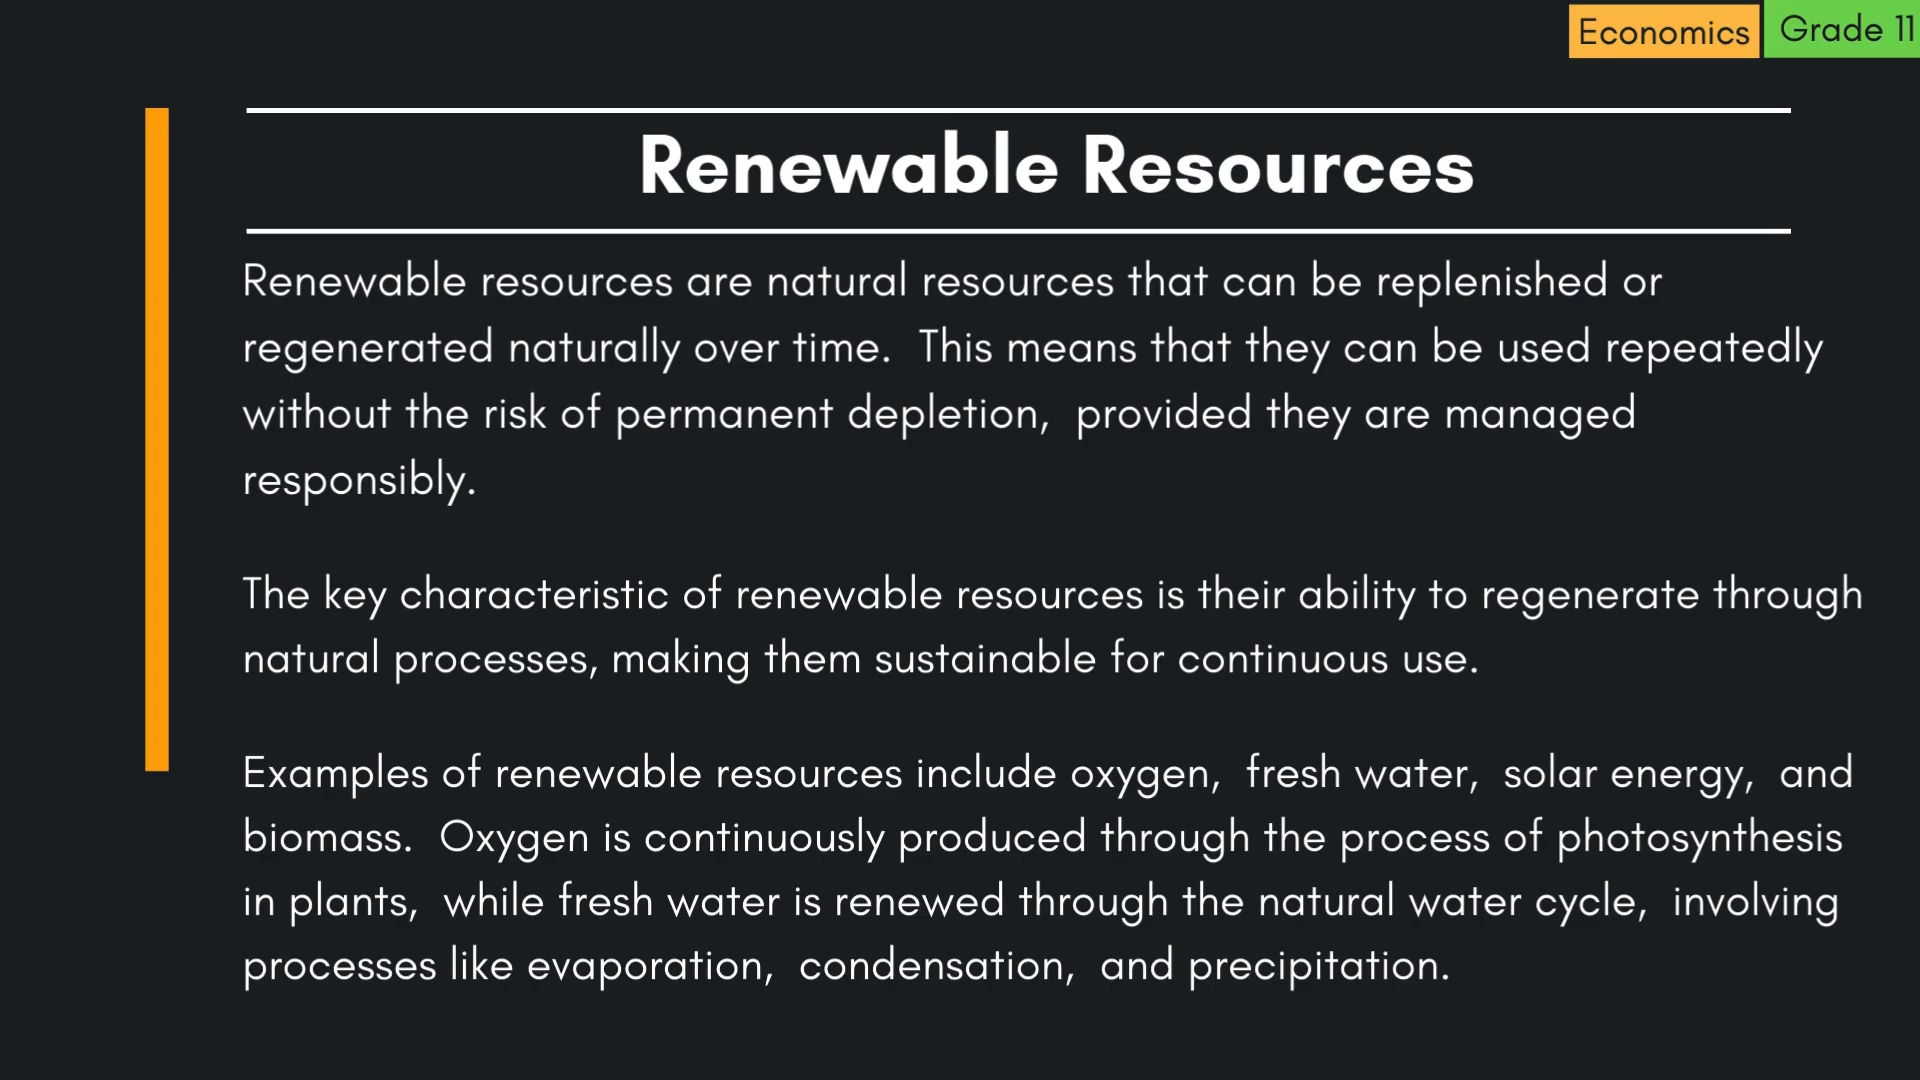 Economics
Grade 11
Renewable Resources
Renewable resources are natural resources that can be replenished or
regenerated naturally over time.  This means that they can be used repeatedly
without the risk of permanent depletion,  provided they are managed
responsibly.
The key characteristic of renewable resources is their ability to regenerate through
natural processes, making them sustainable for continuous use.
Examples of renewable resources include oxygen,  fresh water,  solar energy,  and
biomass.  Oxygen is continuously produced through the process of photosynthesis
in plants,  while fresh water is renewed through the natural water cycle,  involving
processes like evaporation,  condensation,  and precipitation.